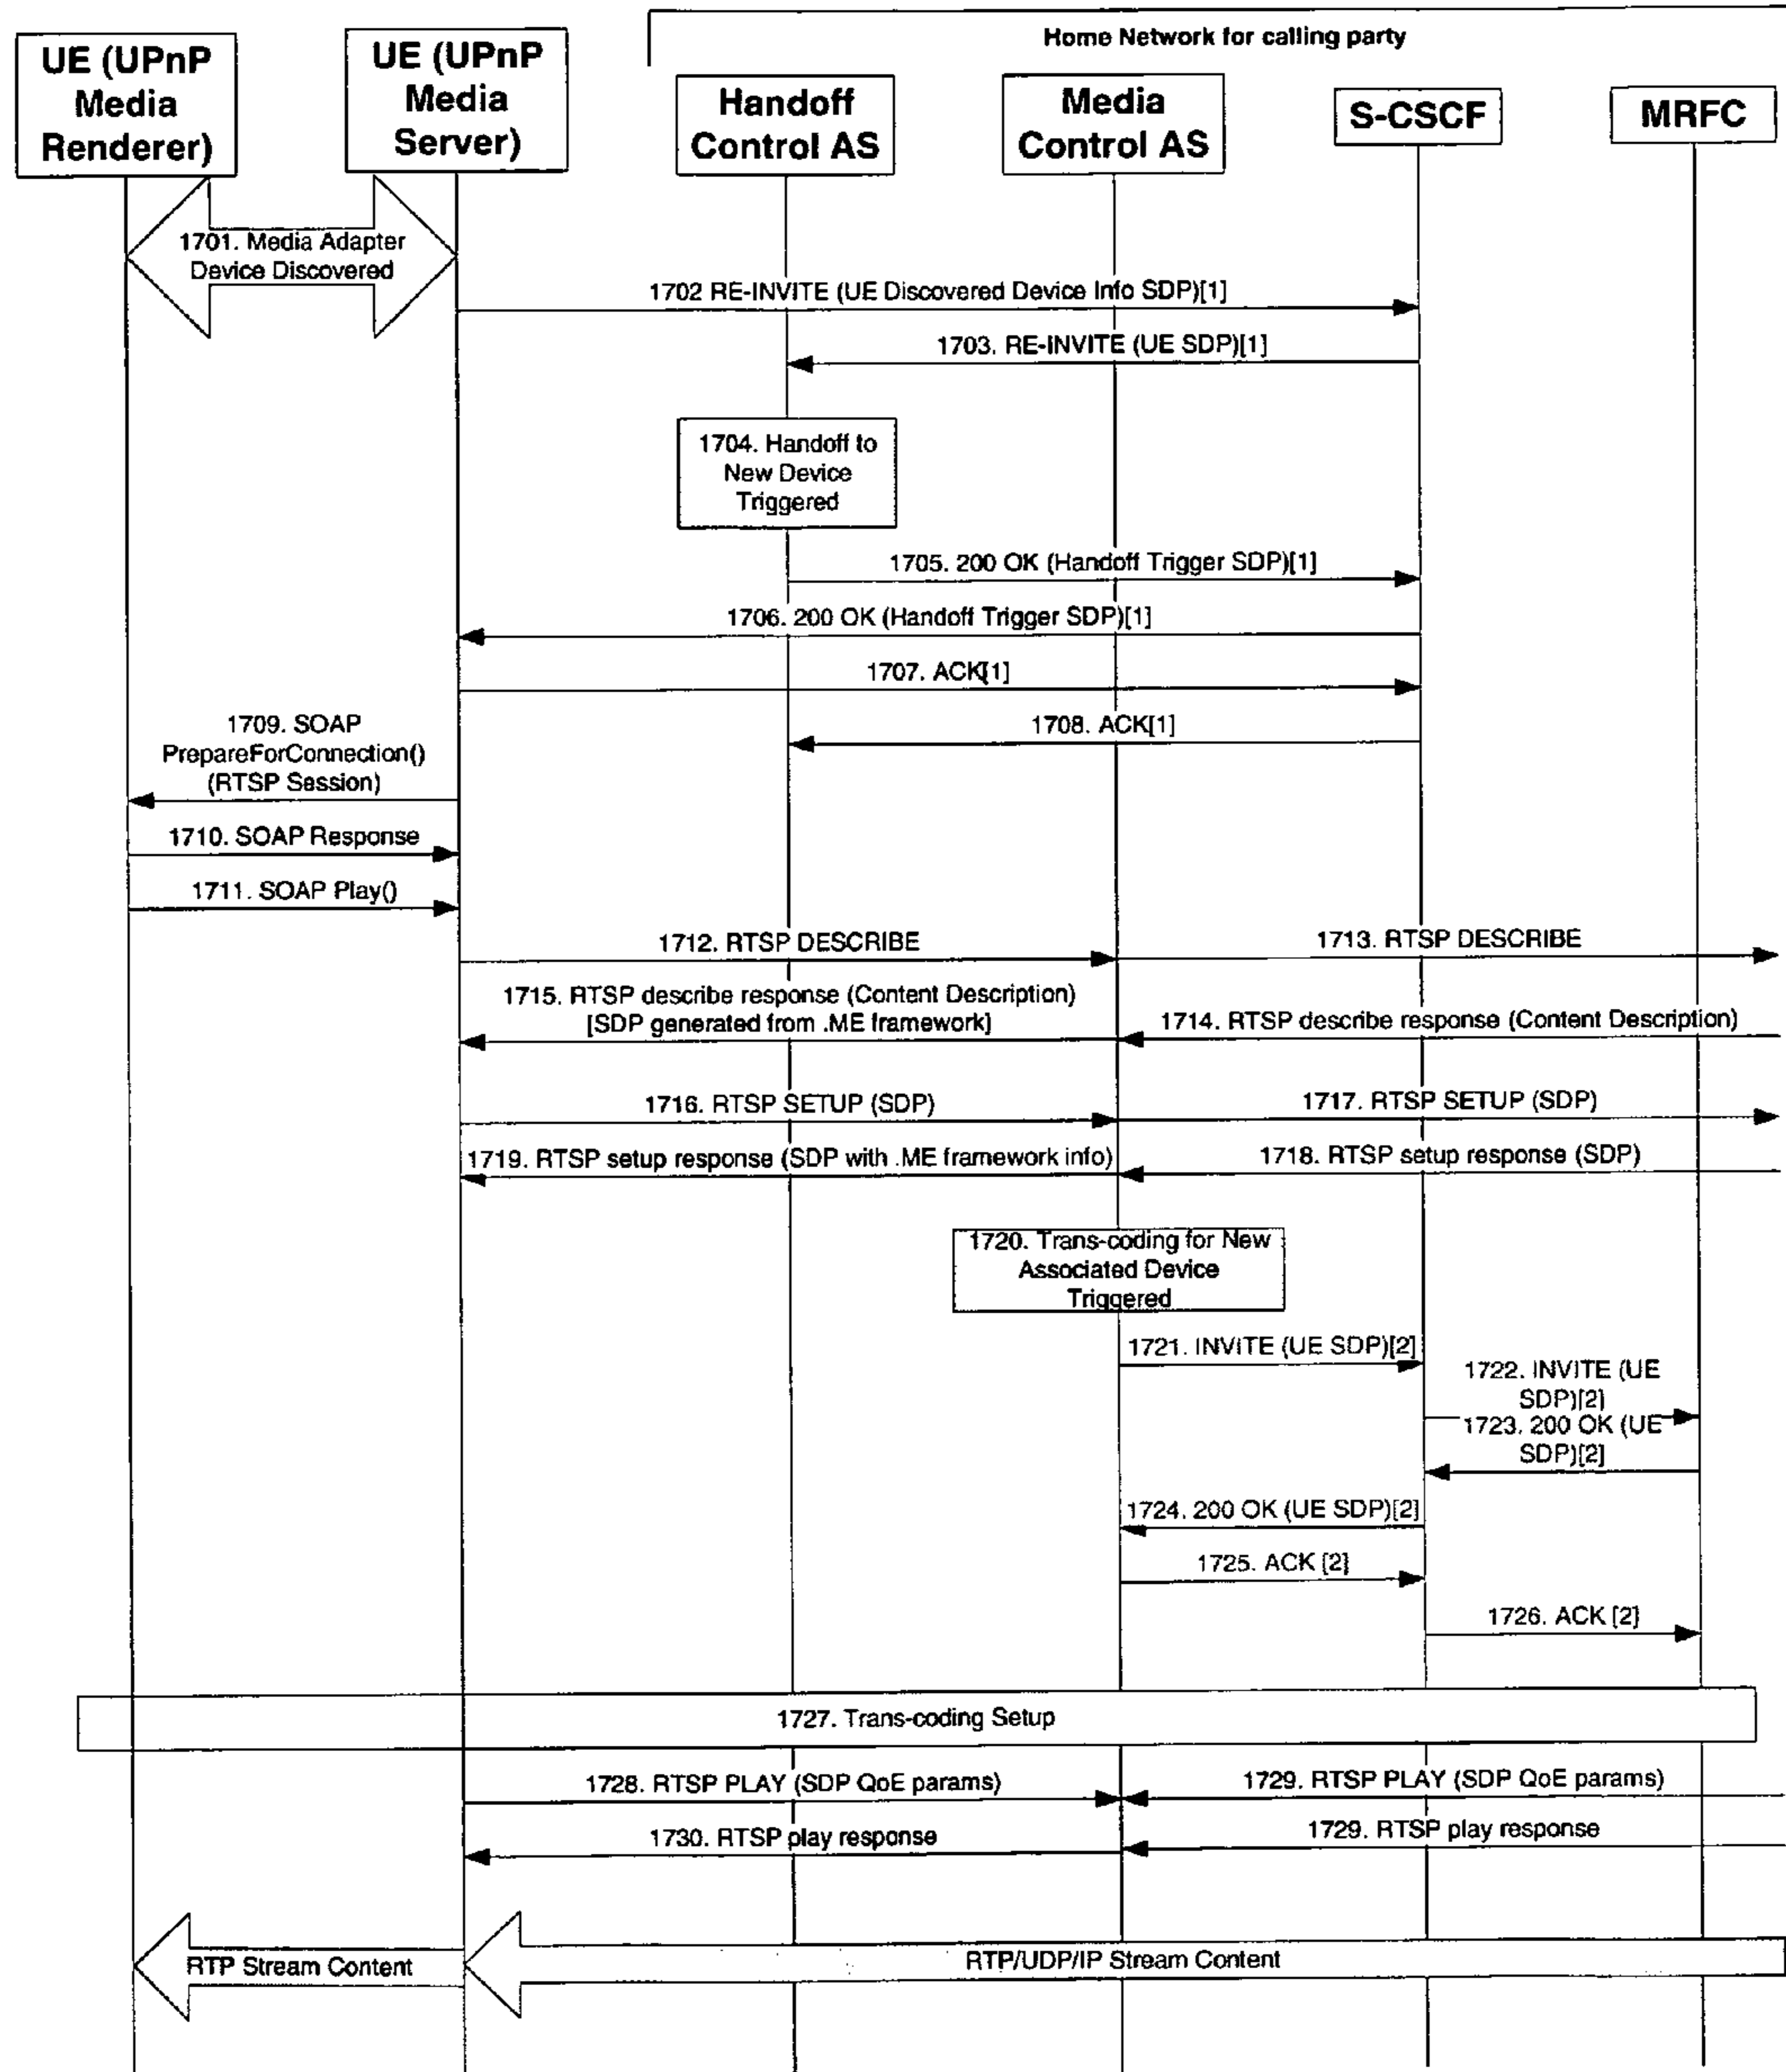 Home Network for calling party
UE (UPnP
Media
Renderer)
UE (UPnP
Media
Server)
Handoff
Control AS
Media
Control AS
S-CSCF
MRFC
1701. Media Adapter
Device Discovered
1702 RE-INVITE (UE Discovered Device Info SDP)[1]
1703. RE-INVITE (UE SDP)[1]
1704. Handoff to
New Device
Triggered
1705. 200 OK (Handoff Trigger SDP)[1]
1706. 200 OK (Handoff Trigger SDP)[1]
1707. ACK[1]
1708. ACK[1]
1709. SOAP
PrepareForConnection()
(RTSP Session)
1710. SOAP Response
1711. SOAP Play()
1712. RTSP DESCRIBE
1713. RTSP DESCRIBE
1715. RTSP describe response (Content Description)
[SDP generated from .ME framework]
1714. RTSP describe response (Content Description)
1716. RTSP SETUP (SDP)
1717. RTSP SETUP (SDP)
1719. RTSP setup response (SDP with .ME framework info)
1718. RTSP setup response (SDP)
1720. Trans-coding for New
Associated Device
Triggered
1721. INVITE (UE SDP)[2]
1722. INVITE (UE
SDP)[2]
1723. 200 OK (UE
SDP)[2]
1724. 200 OK (UE SDP)[2]
1725. ACK [2]
1726. ACK [2]
1727. Trans-coding Setup
1728. RTSP PLAY (SDP QoE params)
1729. RTSP PLAY (SDP QoE params)
1730. RTSP play response
1729. RTSP play response
RTP Stream Content
RTP/UDP/IP Stream Content